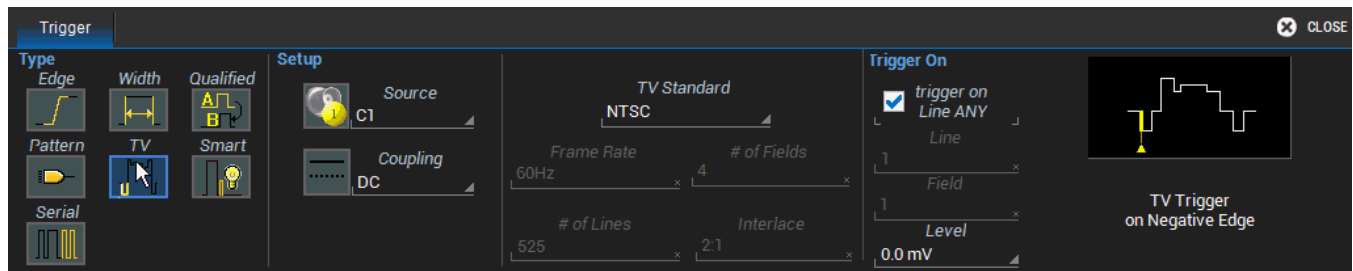 Trigger
CLOSE
Type
Edge Width Qualified
A
B
Pattern TV Smart
Serial
Setup
Source
1
C1
Coupling
DC
TV Standard
NTSC
Frame Rate # of Fields
60Hz × 4 ×
# of Lines Interlace
525 × 2:1 ×
Trigger On
trigger on
Line ANY
Line
1 ×
Field
1 ×
Level
0.0 mV
TV Trigger
on Negative Edge